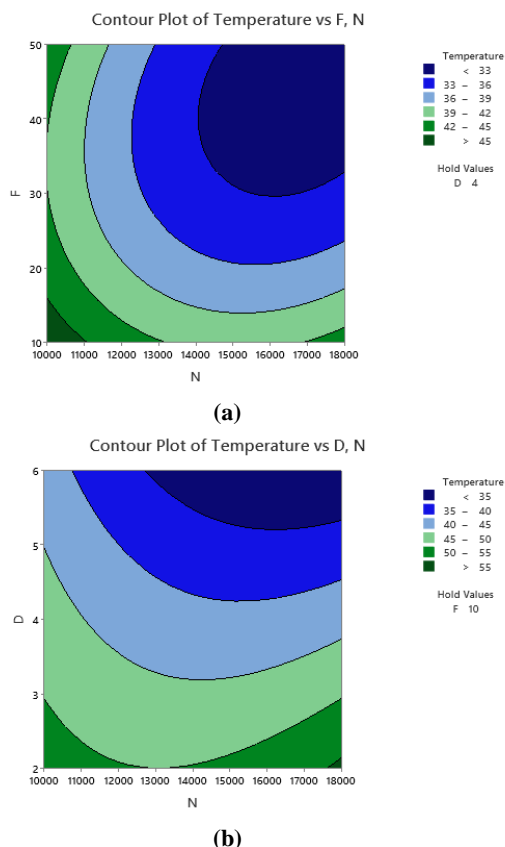 Contour Plot of Temperature vs F, N
50
40
30
20
10
F
10000 11000 12000 13000 14000 15000 16000 17000 18000
N
Temperature
< 33
33 – 36
36 – 39
39 – 42
42 – 45
> 45
Hold Values
D 4
(a)
Contour Plot of Temperature vs D, N
6
5
4
3
2
D
10000 11000 12000 13000 14000 15000 16000 17000 18000
N
Temperature
< 35
35 – 40
40 – 45
45 – 50
50 – 55
> 55
Hold Values
F 10
(b)